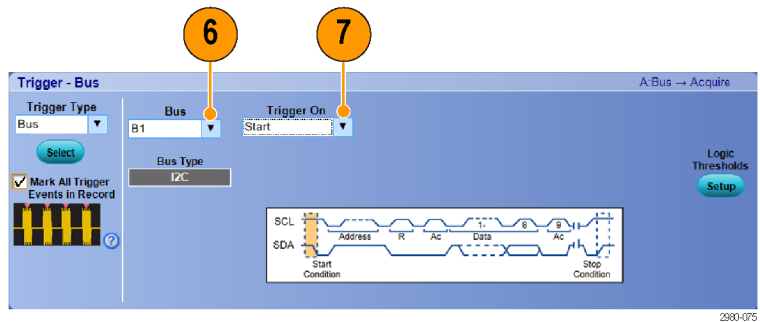 6
7
Trigger - Bus
A:Bus → Acquire
Trigger Type
Bus
Select
Mark All Trigger
Events in Record
?
Bus
B1
Bus Type
I2C
Trigger On
Start
Logic
Thresholds
Setup
SCL
SDA
Address
R
Ac
1-
Data
8
9
Ac
Start
Condition
Stop
Condition
2980-075